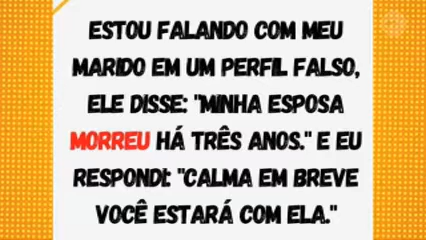 ESTOU FALANDO COM MEU
MARIDO EM UM PERFIL FALSO,
ELE DISSE: "MINHA ESPOSA
MORREU HÁ TRÊS ANOS." E EU
RESPONDI: "CALMA EM BREVE
VOCÊ ESTARÁ COM ELA."